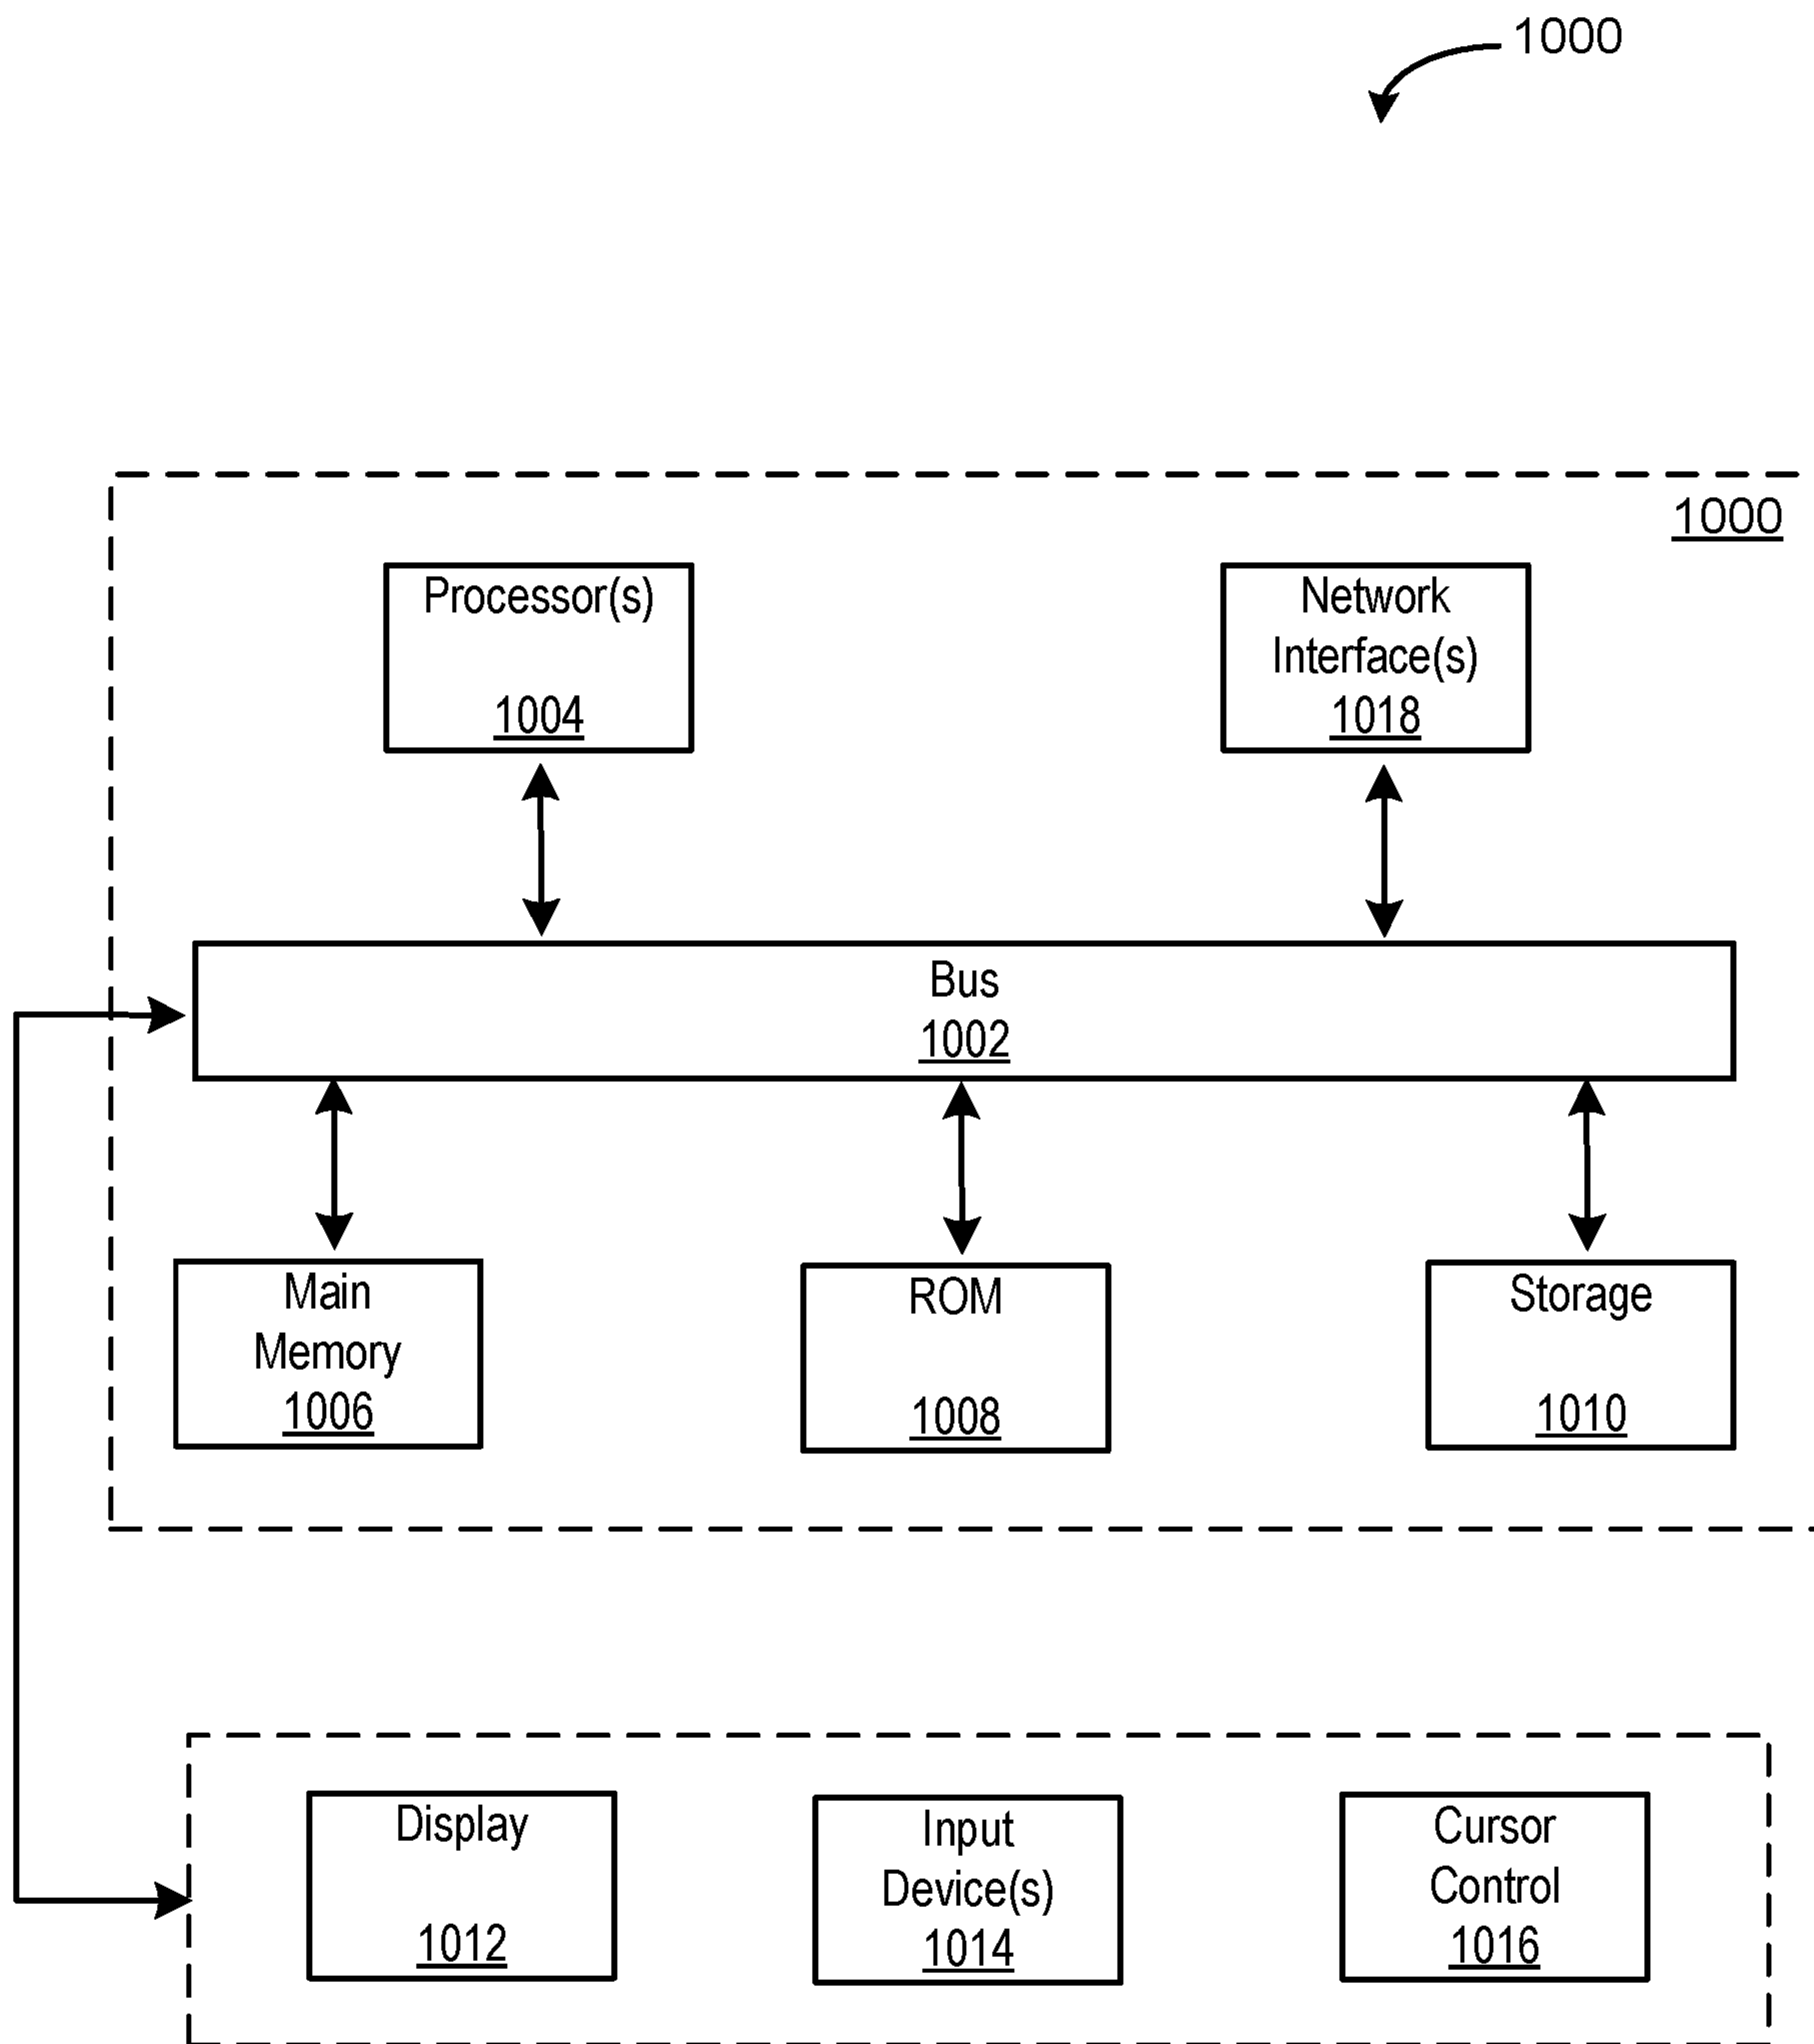 1000
1000
Processor(s)
1004
Network
Interface(s)
1018
Bus
1002
Main
Memory
1006
ROM
1008
Storage
1010
Display
1012
Input
Device(s)
1014
Cursor
Control
1016